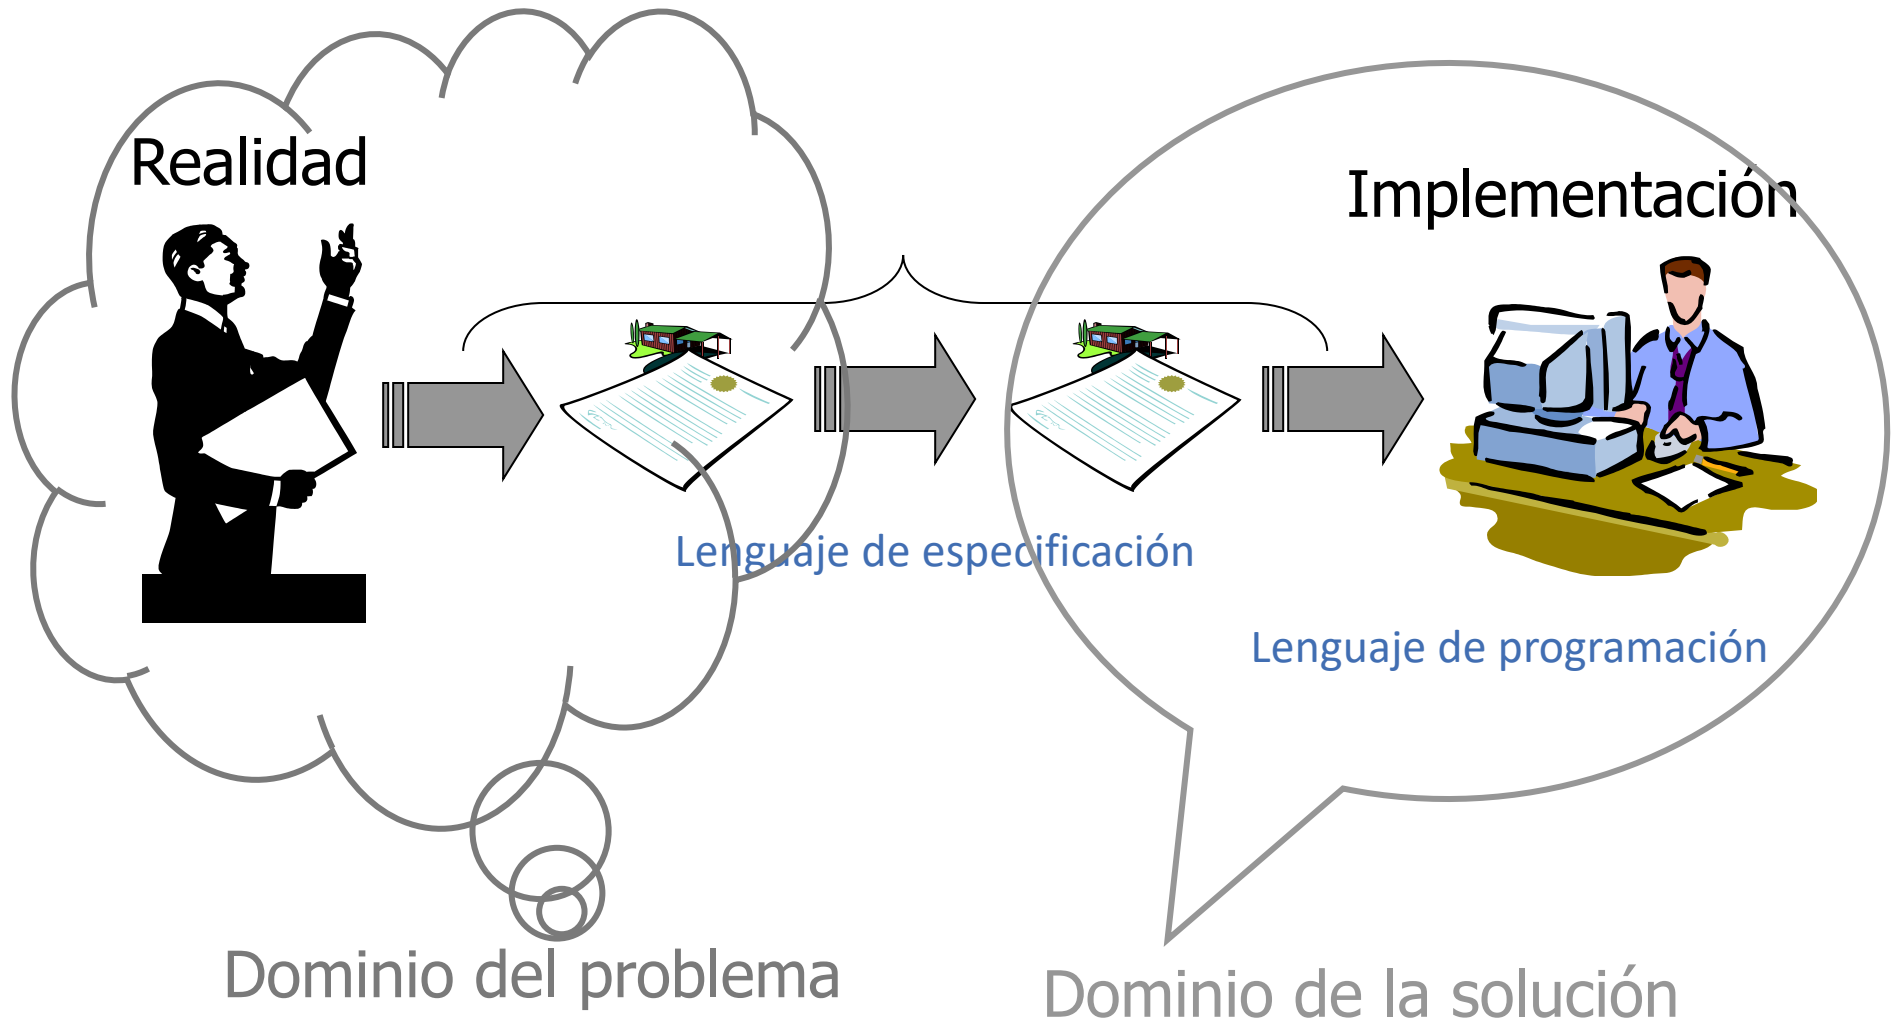 Realidad
Implementación
Lenguaje de especificación
Lenguaje de programación
Dominio del problema
Dominio de la solución